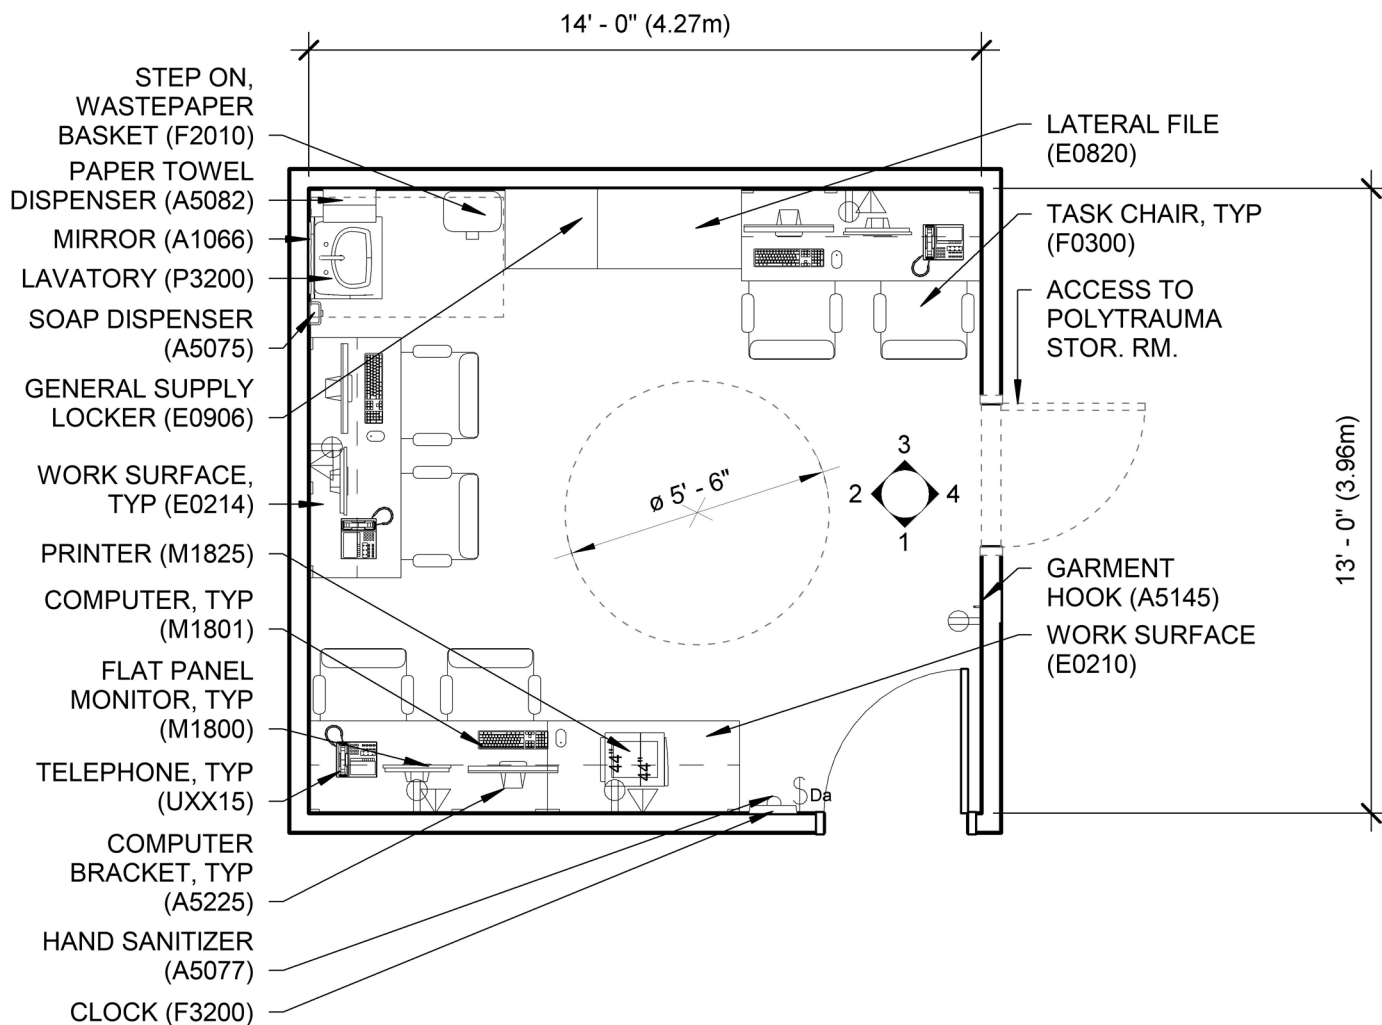 14' - 0" (4.27m)
STEP ON,
WASTEPAPER
BASKET (F2010)
PAPER TOWEL
DISPENSER (A5082)
MIRROR (A1066)
LAVATORY (P3200)
SOAP DISPENSER
(A5075)
GENERAL SUPPLY
LOCKER (E0906)
WORK SURFACE,
TYP (E0214)
PRINTER (M1825)
COMPUTER, TYP
(M1801)
FLAT PANEL
MONITOR, TYP
(M1800)
TELEPHONE, TYP
(UXX15)
COMPUTER
BRACKET, TYP
(A5225)
HAND SANITIZER
(A5077)
CLOCK (F3200)
ø 5' - 6"
3
2 4
1
44"
44"
Da
LATERAL FILE
(E0820)
TASK CHAIR, TYP
(F0300)
ACCESS TO
POLYTRAUMA
STOR. RM.
GARMENT
HOOK (A5145)
WORK SURFACE
(E0210)
13' - 0" (3.96m)